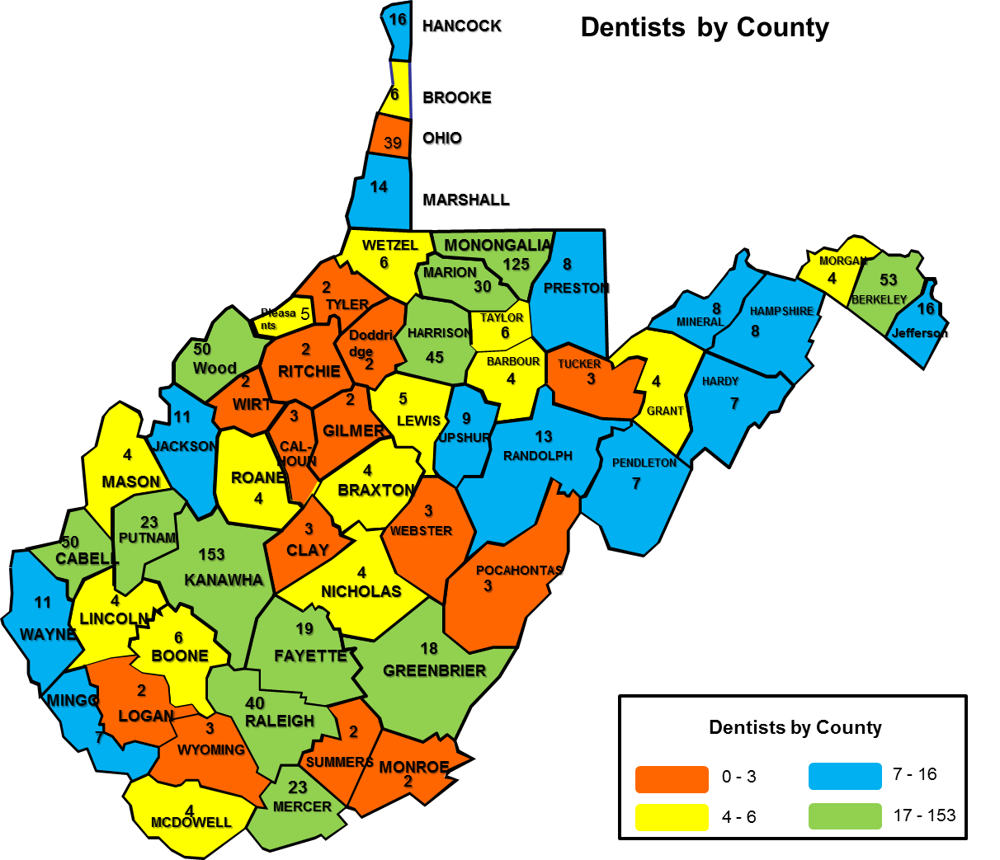 Dentists by County
16
HANCOCK
6
BROOKE
39
OHIO
14
MARSHALL
WETZEL
6
MONONGALIA
125
MARION
30
8
PRESTON
MORGAN
4
53
BERKELEY
16
Jefferson
8
MINERAL
HAMPSHIRE
8
2
TYLER
Pleasa
nts
5
TAYLOR
6
HARRISON
45
Doddri
dge
2
50
Wood
2
RITCHIE
BARBOUR
4
TUCKER
3
4
GRANT
HARDY
7
2
WIRT
3
CAL-
HOUN
2
GILMER
5
LEWIS
9
UPSHUR
13
RANDOLPH
PENDLETON
7
11
JACKSON
4
MASON
ROANE
4
4
BRAXTON
3
WEBSTER
23
PUTNAM
50
CABELL
153
KANAWHA
3
CLAY
4
NICHOLAS
POCAHONTAS
3
11
WAYNE
4
LINCOLN
6
BOONE
19
FAYETTE
18
GREENBRIER
MINGO
7
2
LOGAN
40
RALEIGH
3
WYOMING
2
SUMMERS
MONROE
2
23
MERCER
4
MCDOWELL
Dentists by County
0 - 3
7 - 16
4 - 6
17 - 153